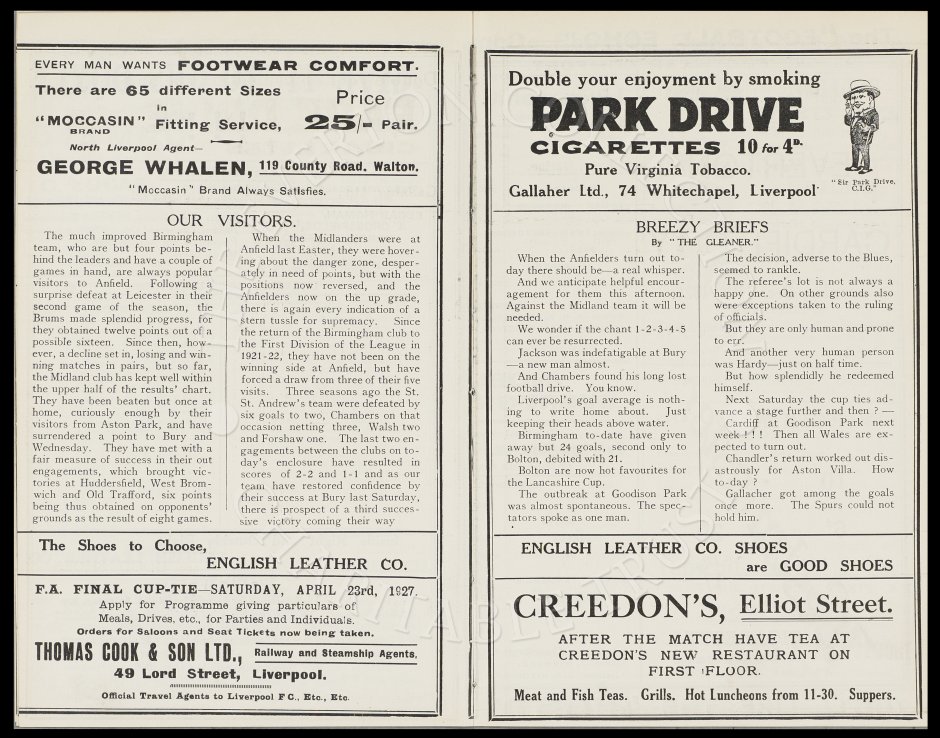 EVERY MAN WANTS FOOTWEAR COMFORT.
There are 65 different Sizes
in
"MOCCASIN" Fitting Service,
BRAND
Price
25/- Pair.
North Liverpool Agent—
GEORGE WHALEN, 119 County Road, Walton.
"Moccasin" Brand Always Satisfies.
OUR VISITORS.
The much improved Birmingham
team, who are but four points be-
hind the leaders and have a couple of
games in hand, are always popular
visitors to Anfield. Following a
surprise defeat at Leicester in their
second game of the season, the
Brums made splendid progress, for
they obtained twelve points out of a
possible sixteen. Since then, how-
ever, a decline set in, losing and win-
ning matches in pairs, but so far,
the Midland club has kept well within
the upper half of the results' chart.
They have been beaten but once at
home, curiously enough by their
visitors from Aston Park, and have
surrendered a point to Bury and
Wednesday. They have met with a
fair measure of success in their out
engagements, which brought vic-
tories at Huddersfield, West Brom-
wich and Old Trafford, six points
being thus obtained on opponents'
grounds as the result of eight games.
When the Midlanders were at
Anfield last Easter, they were hover-
ing about the danger zone, desper-
ately in need of points, but with the
positions now reversed, and the
Anfielders now on the up grade,
there is again every indication of a
stern tussle for supremacy. Since
the return of the Birmingham club to
the First Division of the League in
1921-22, they have not been on the
winning side at Anfield, but have
forced a draw from three of their five
visits. Three seasons ago the St.
St. Andrew's team were defeated by
six goals to two, Chambers on that
occasion netting three, Walsh two
and Forshaw one. The last two en-
gagements between the clubs on to-
day's enclosure have resulted in
scores of 2-2 and 1-1 and as our
team have restored confidence by
their success at Bury last Saturday,
there is prospect of a third succes-
sive victory coming their way
The Shoes to Choose,
ENGLISH LEATHER CO.
F.A. FINAL CUP-TIE—SATURDAY, APRIL 23rd, 1927.
Apply for Programme giving particulars of
Meals, Drives, etc., for Parties and Individuals.
Orders for Saloons and Seat Tickets now being taken.
THOMAS COOK & SON LTD., Railway and Steamship Agents,
49 Lord Street, Liverpool.
Official Travel Agents to Liverpool F C., Etc., Etc.
Double your enjoyment by smoking
PARK DRIVE
CIGARETTES 10 for 4D.
Pure Virginia Tobacco.
Gallaher Ltd., 74 Whitechapel, Liverpool
"Sir Park Drive,
C.I.G."
BREEZY BRIEFS
By "THE GLEANER."
When the Anfielders turn out to-
day there should be—a real whisper.
And we anticipate helpful encour-
agement for them this afternoon.
Against the Midland team it will be
needed.
We wonder if the chant 1-2-3-4-5
can ever be resurrected.
Jackson was indefatigable at Bury
—a new man almost.
And Chambers found his long lost
football drive. You know.
Liverpool's goal average is noth-
ing to write home about. Just
keeping their heads above water.
Birmingham to-date have given
away but 24 goals, second only to
Bolton, debited with 21.
Bolton are now hot favourites for
the Lancashire Cup.
The outbreak at Goodison Park
was almost spontaneous. The spec-
tators spoke as one man.
The decision, adverse to the Blues,
seemed to rankle.
The referee's lot is not always a
happy one. On other grounds also
were exceptions taken to the ruling
of officials.
But they are only human and prone
to err.
And another very human person
was Hardy—just on half time.
But how splendidly he redeemed
himself.
Next Saturday the cup ties ad-
vance a stage further and then ? —
Cardiff at Goodison Park next
week ! ! ! Then all Wales are ex-
pected to turn out.
Chandler's return worked out dis-
astrously for Aston Villa. How
to-day ?
Gallacher got among the goals
once more. The Spurs could not
hold him.
ENGLISH LEATHER CO. SHOES
are GOOD SHOES
CREEDON'S, Elliot Street.
AFTER THE MATCH HAVE TEA AT
CREEDON'S NEW RESTAURANT ON
FIRST FLOOR.
Meat and Fish Teas. Grills. Hot Luncheons from 11-30. Suppers.